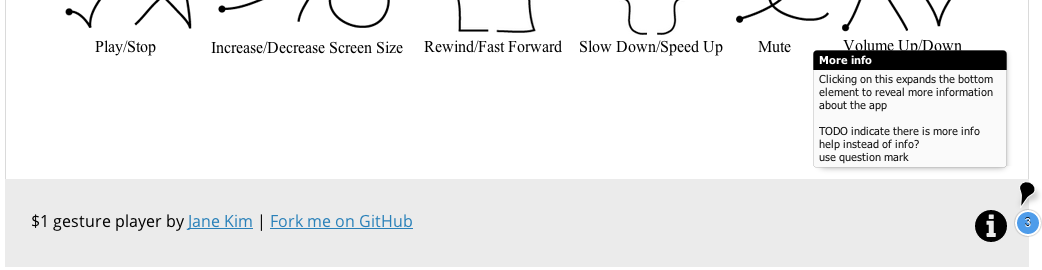 Play/Stop Increase/Decrease Screen Size Rewind/Fast Forward Slow Down/Speed Up Mute Volume Up/Down
More info
Clicking on this expands the bottom
element to reveal more information
about the app
TODO indicate there is more info
help instead of info?
use question mark
$1 gesture player by Jane Kim | Fork me on GitHub
i
3